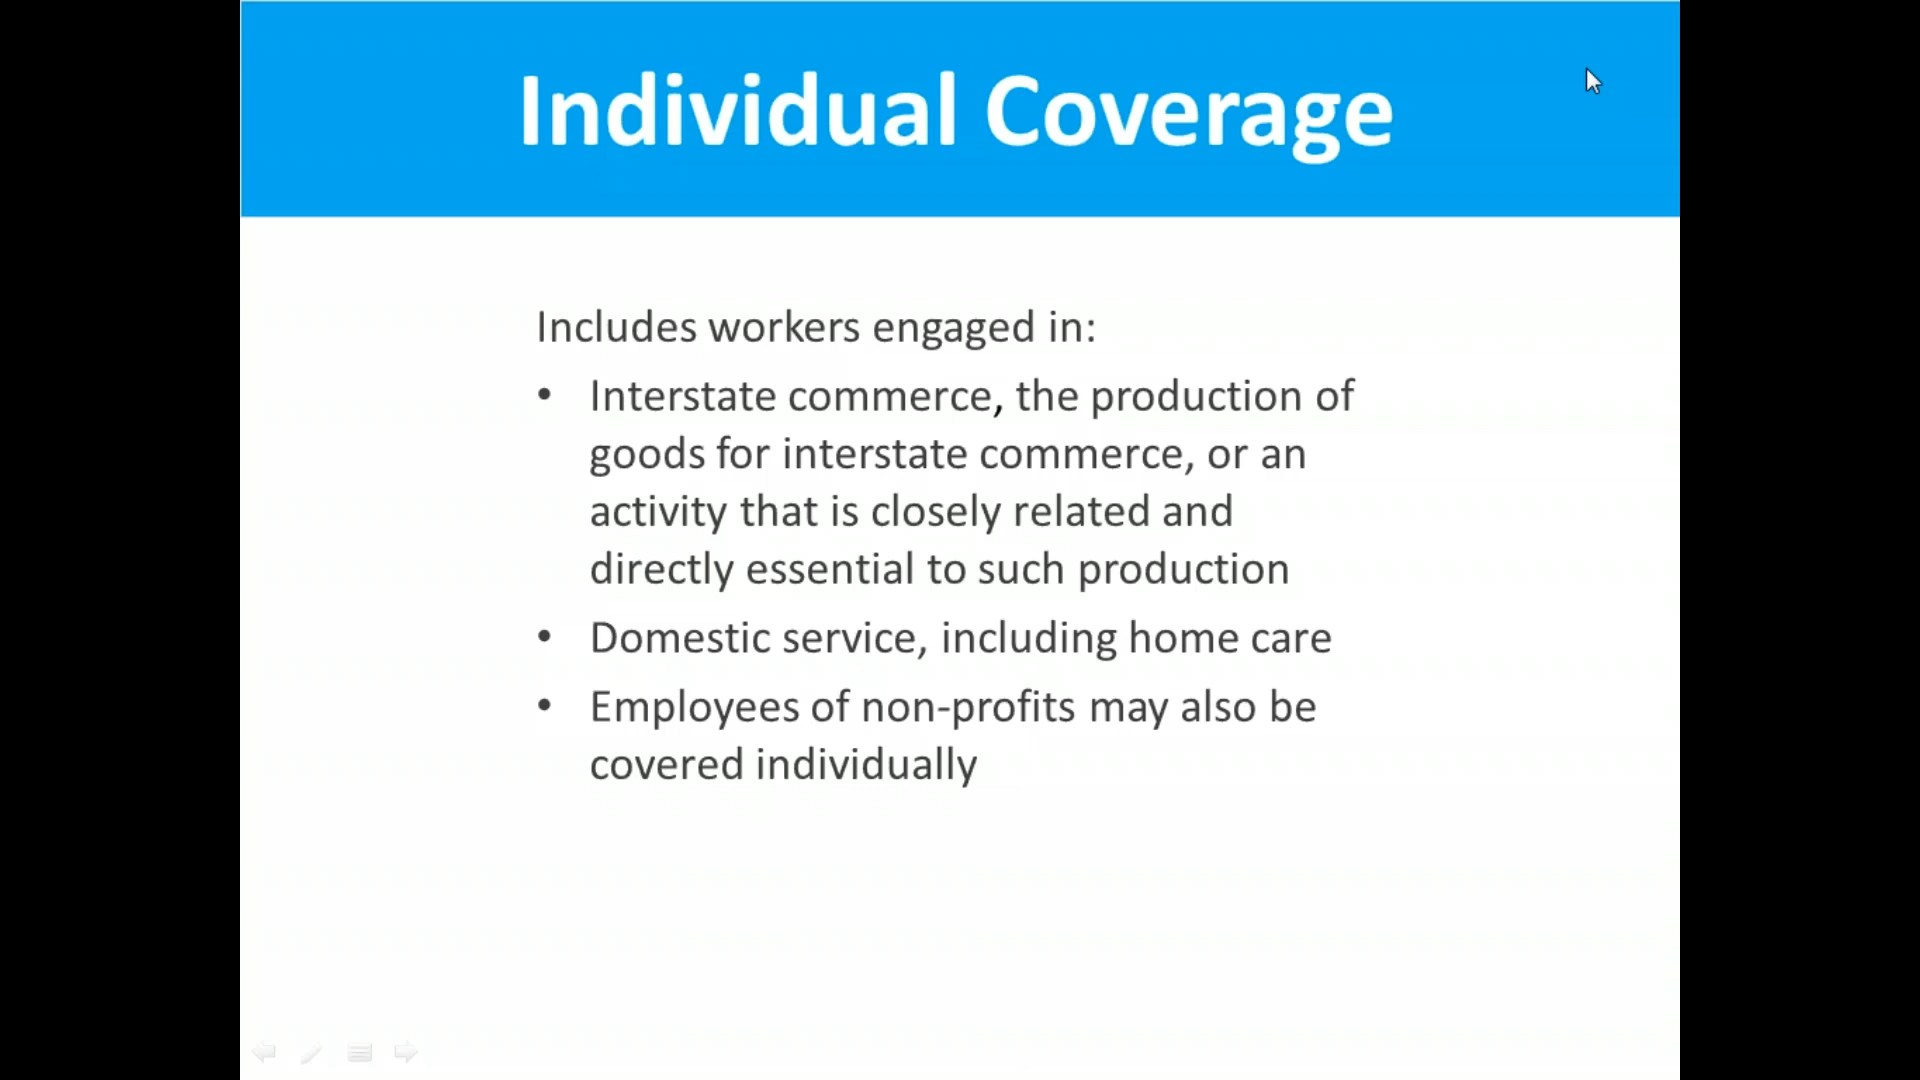 Individual Coverage
Includes workers engaged in:
• Interstate commerce, the production of
goods for interstate commerce, or an
activity that is closely related and
directly essential to such production
• Domestic service, including home care
• Employees of non-profits may also be
covered individually